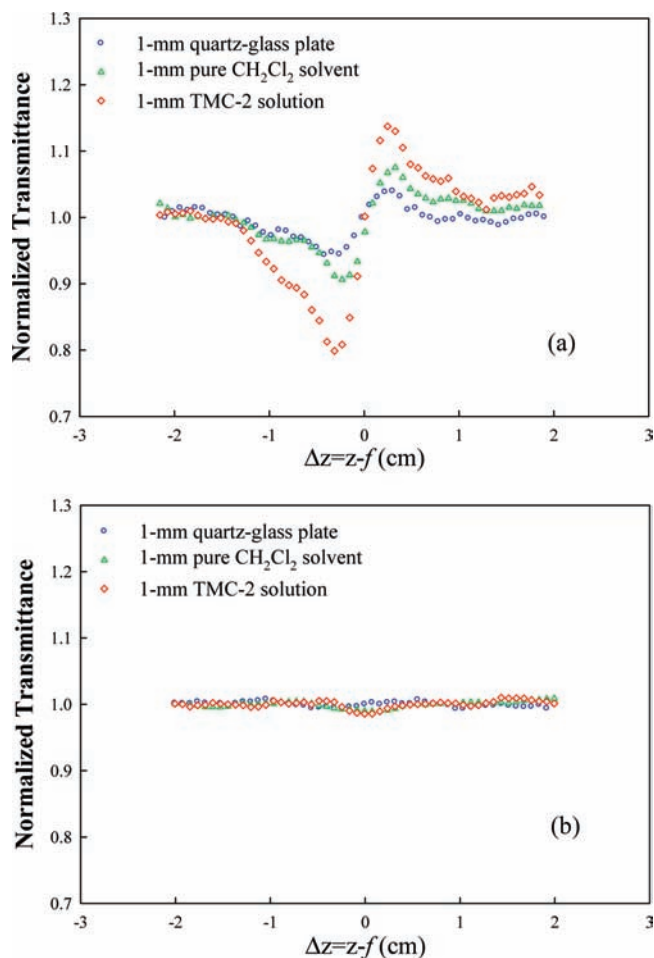 1.3
1-mm quartz-glass plate
1-mm pure CH₂Cl₂ solvent
1-mm TMC-2 solution
1.2
1.1
1.0
0.9
0.8
0.7
Normalized Transmittance
(a)
-3 -2 -1 0 1 2 3
Δz=z-f (cm)
1.3
1-mm quartz-glass plate
1-mm pure CH₂Cl₂ solvent
1-mm TMC-2 solution
1.2
1.1
1.0
0.9
0.8
0.7
Normalized Transmittance
(b)
-3 -2 -1 0 1 2 3
Δz=z-f (cm)